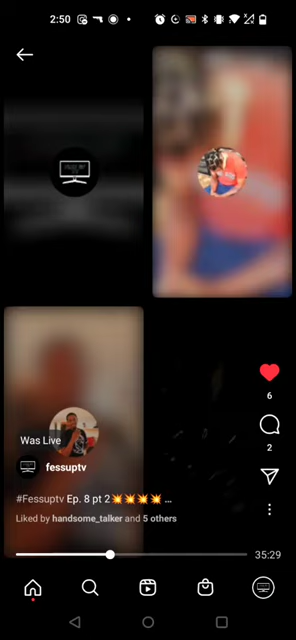 2:50
Was Live
fessuptv
#Fessuptv Ep. 8 pt 2💥💥💥💥 ...
Liked by handsome_talker and 5 others
6
2
35:29